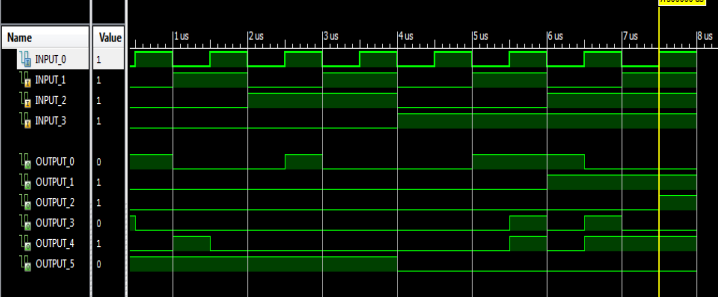 Name Value
1 us 2 us 3 us 4 us 5 us 6 us 7 us 8 us
INPUT_0 1
INPUT_1 1
INPUT_2 1
INPUT_3 1
OUTPUT_0 0
OUTPUT_1 1
OUTPUT_2 1
OUTPUT_3 0
OUTPUT_4 1
OUTPUT_5 0